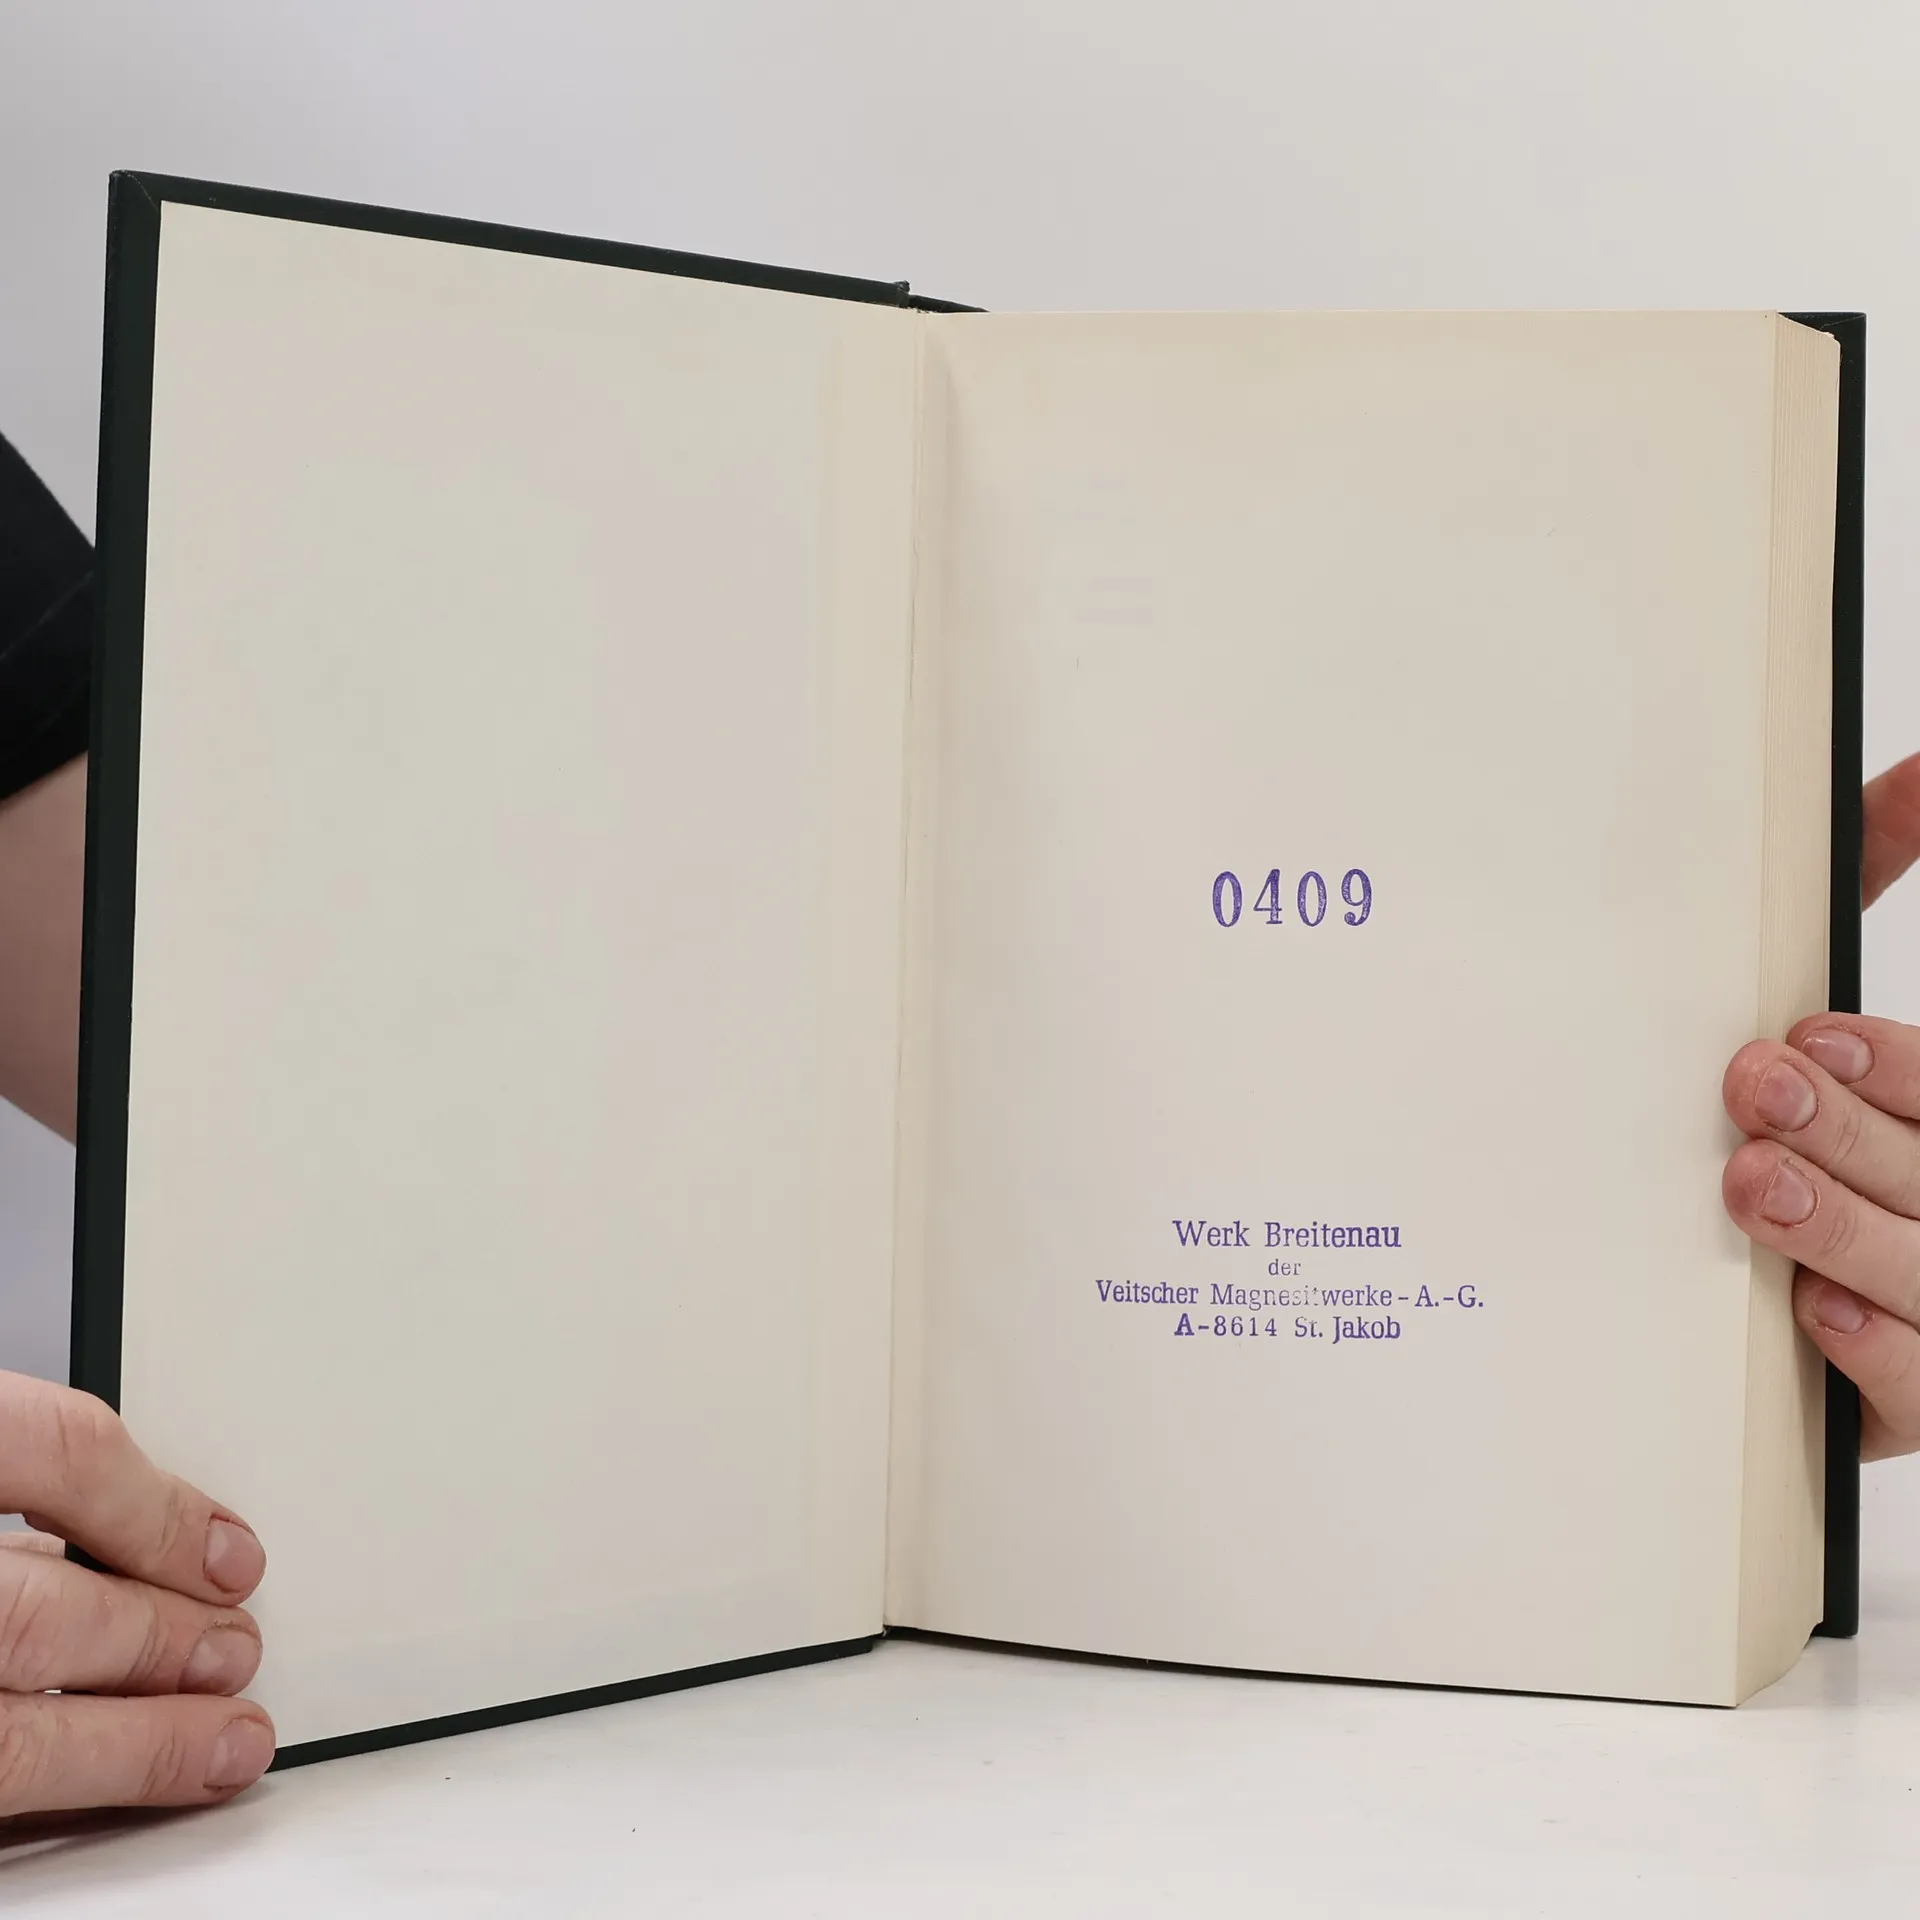 0409
Werk Breitenau
der
Veitscher Magnesitwerke-A.-G.
A-8614 St. Jakob